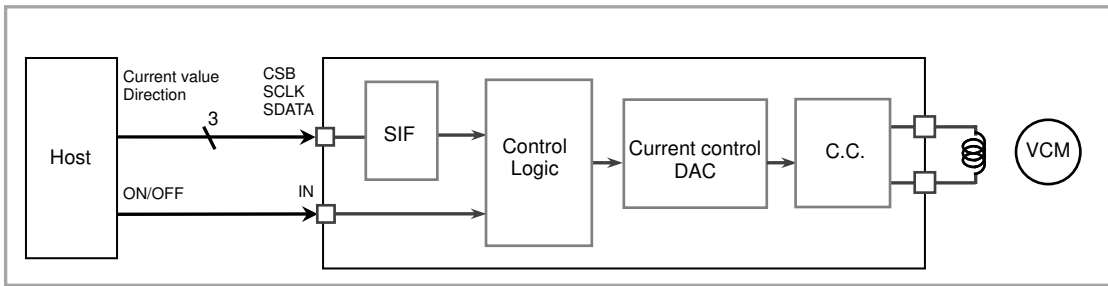 Host
Current value
Direction
3
CSB
SCLK
SDATA
ON/OFF
IN
SIF
Control
Logic
Current control
DAC
C.C.
VCM